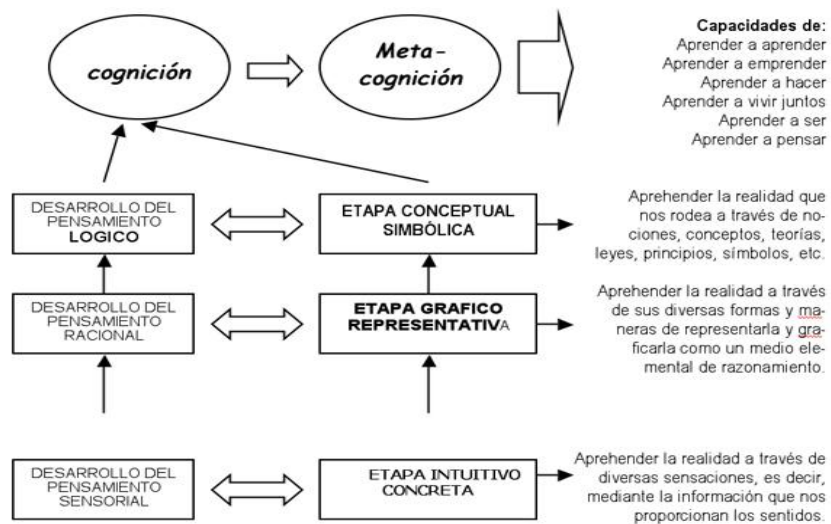 cognición
Meta-
cognición
Capacidades de:
Aprender a aprender
Aprender a emprender
Aprender a hacer
Aprender a vivir juntos
Aprender a ser
Aprender a pensar
DESARROLLO DEL
PENSAMIENTO
LOGICO
ETAPA CONCEPTUAL
SIMBÓLICA
Aprehender la realidad que
nos rodea a través de no-
ciones, conceptos, teorías,
leyes, principios, símbolos, etc.
DESARROLLO DEL
PENSAMIENTO
RACIONAL
ETAPA GRAFICO
REPRESENTATIVA
Aprehender la realidad a través
de sus diversas formas y ma-
neras de representarla y gra-
ficarla como un medio ele-
mental de razonamiento.
DESARROLLO DEL
PENSAMIENTO
SENSORIAL
ETAPA INTUITIVO
CONCRETA
Aprehender la realidad a través de
diversas sensaciones, es decir,
mediante la información que nos
proporcionan los sentidos.